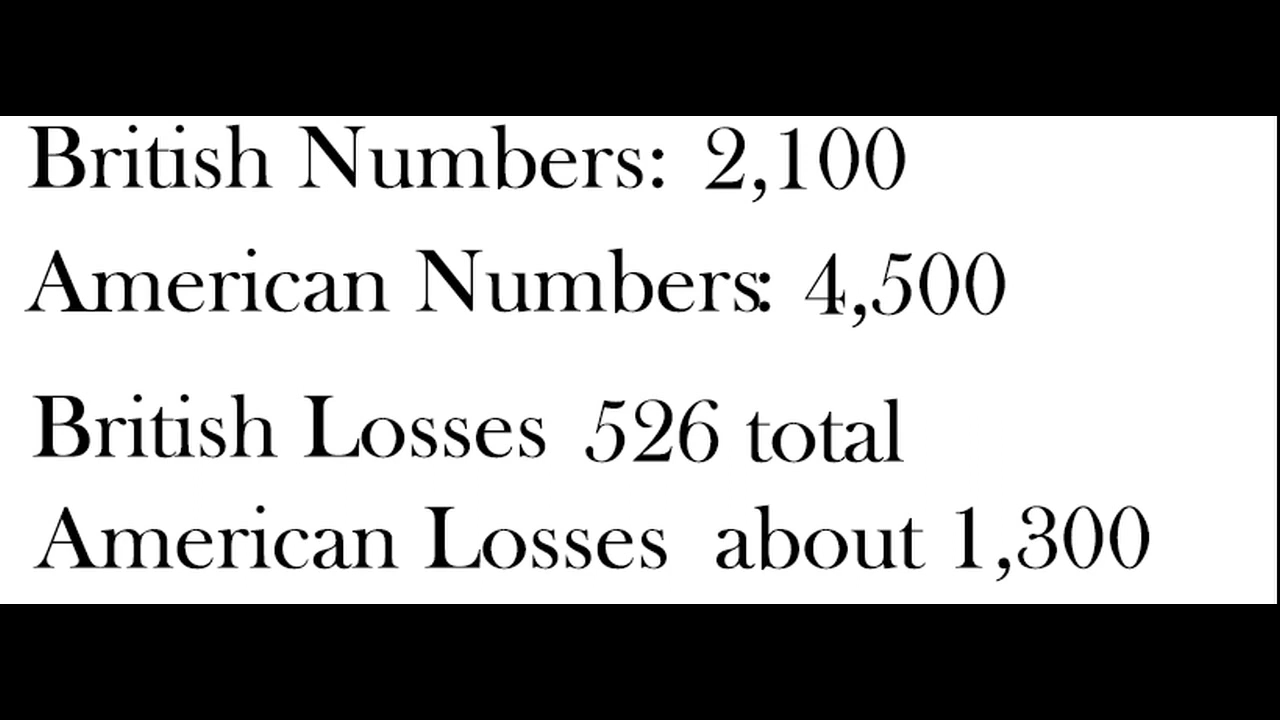 British Numbers: 2,100
American Numbers: 4,500
British Losses 526 total
American Losses about 1,300